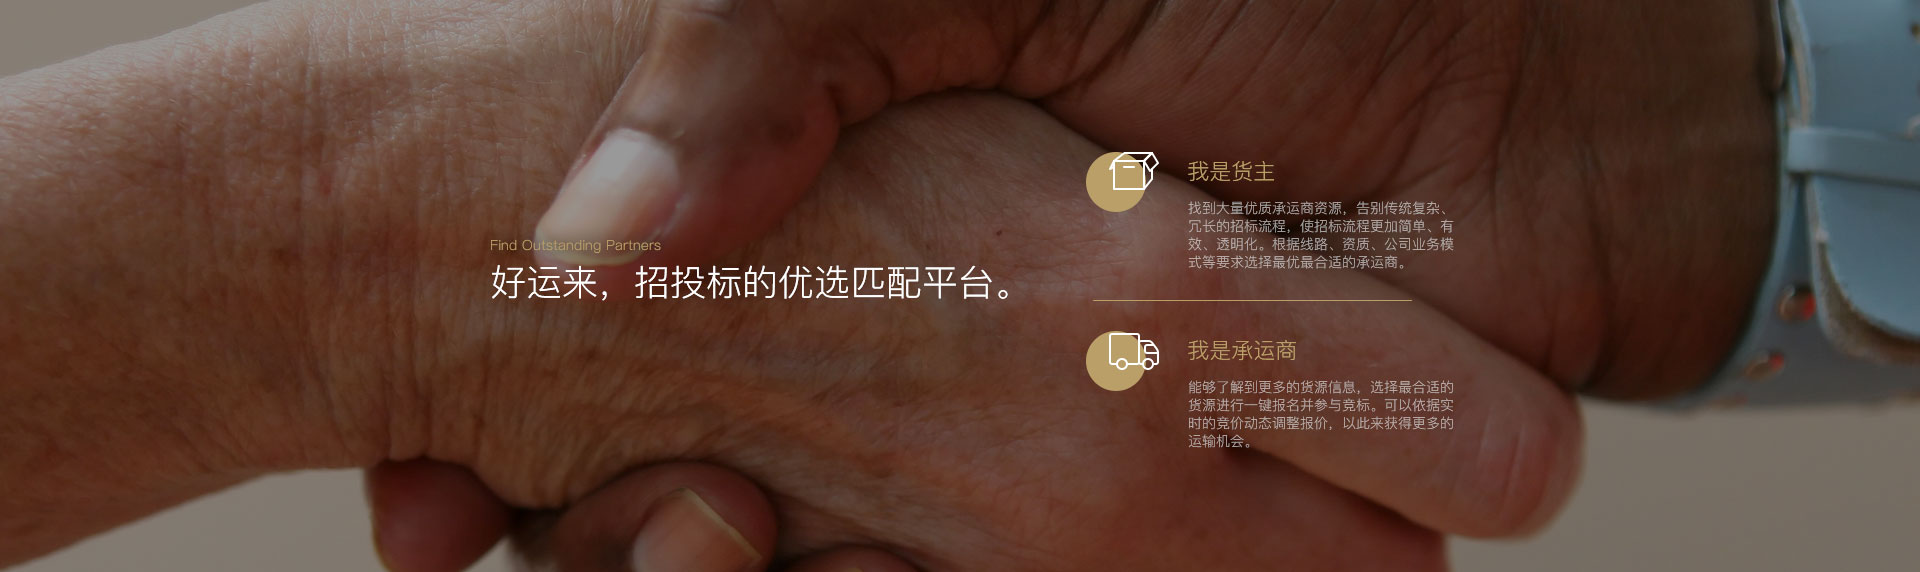 Find Outstanding Partners
好运来，招投标的优选匹配平台。
我是货主
找到大量优质承运商资源，告别传统复杂、
冗长的招标流程，使招标流程更加简单、有
效、透明化。根据线路、资质、公司业务模
式等要求选择最优最合适的承运商。
我是承运商
能够了解到更多的货源信息，选择最合适的
货源进行一键报名并参与竞标。可以依据实
时的竞价动态调整报价，以此来获得更多的
运输机会。